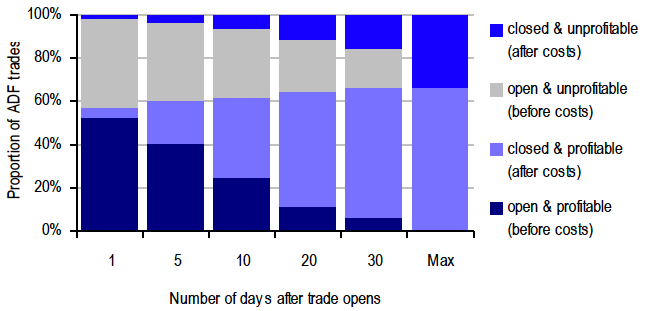 100%
80%
60%
40%
20%
0%
Proportion of ADF trades
1 5 10 20 30 Max
Number of days after trade opens
closed & unprofitable
(after costs)
open & unprofitable
(before costs)
closed & profitable
(after costs)
open & profitable
(before costs)